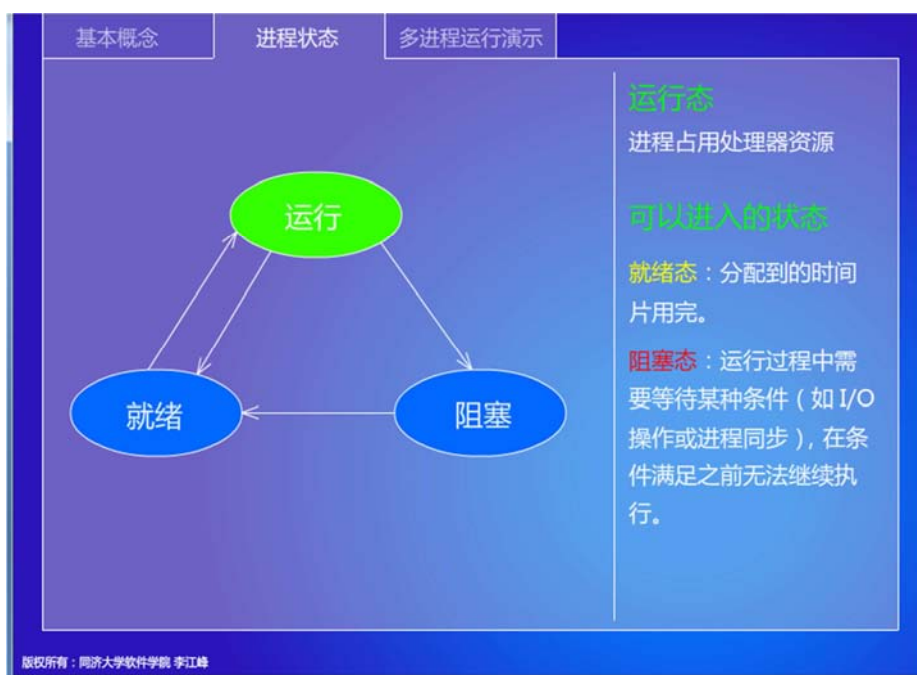 基本概念
进程状态
多进程运行演示
运行
就绪
阻塞
运行态
进程占用处理器资源
可以进入的状态
就绪态：分配到的时间
片用完。
阻塞态：运行过程中需
要等待某种条件（如 I/O
操作或进程同步），在条
件满足之前无法继续执
行。
版权所有：同济大学软件学院 李江峰